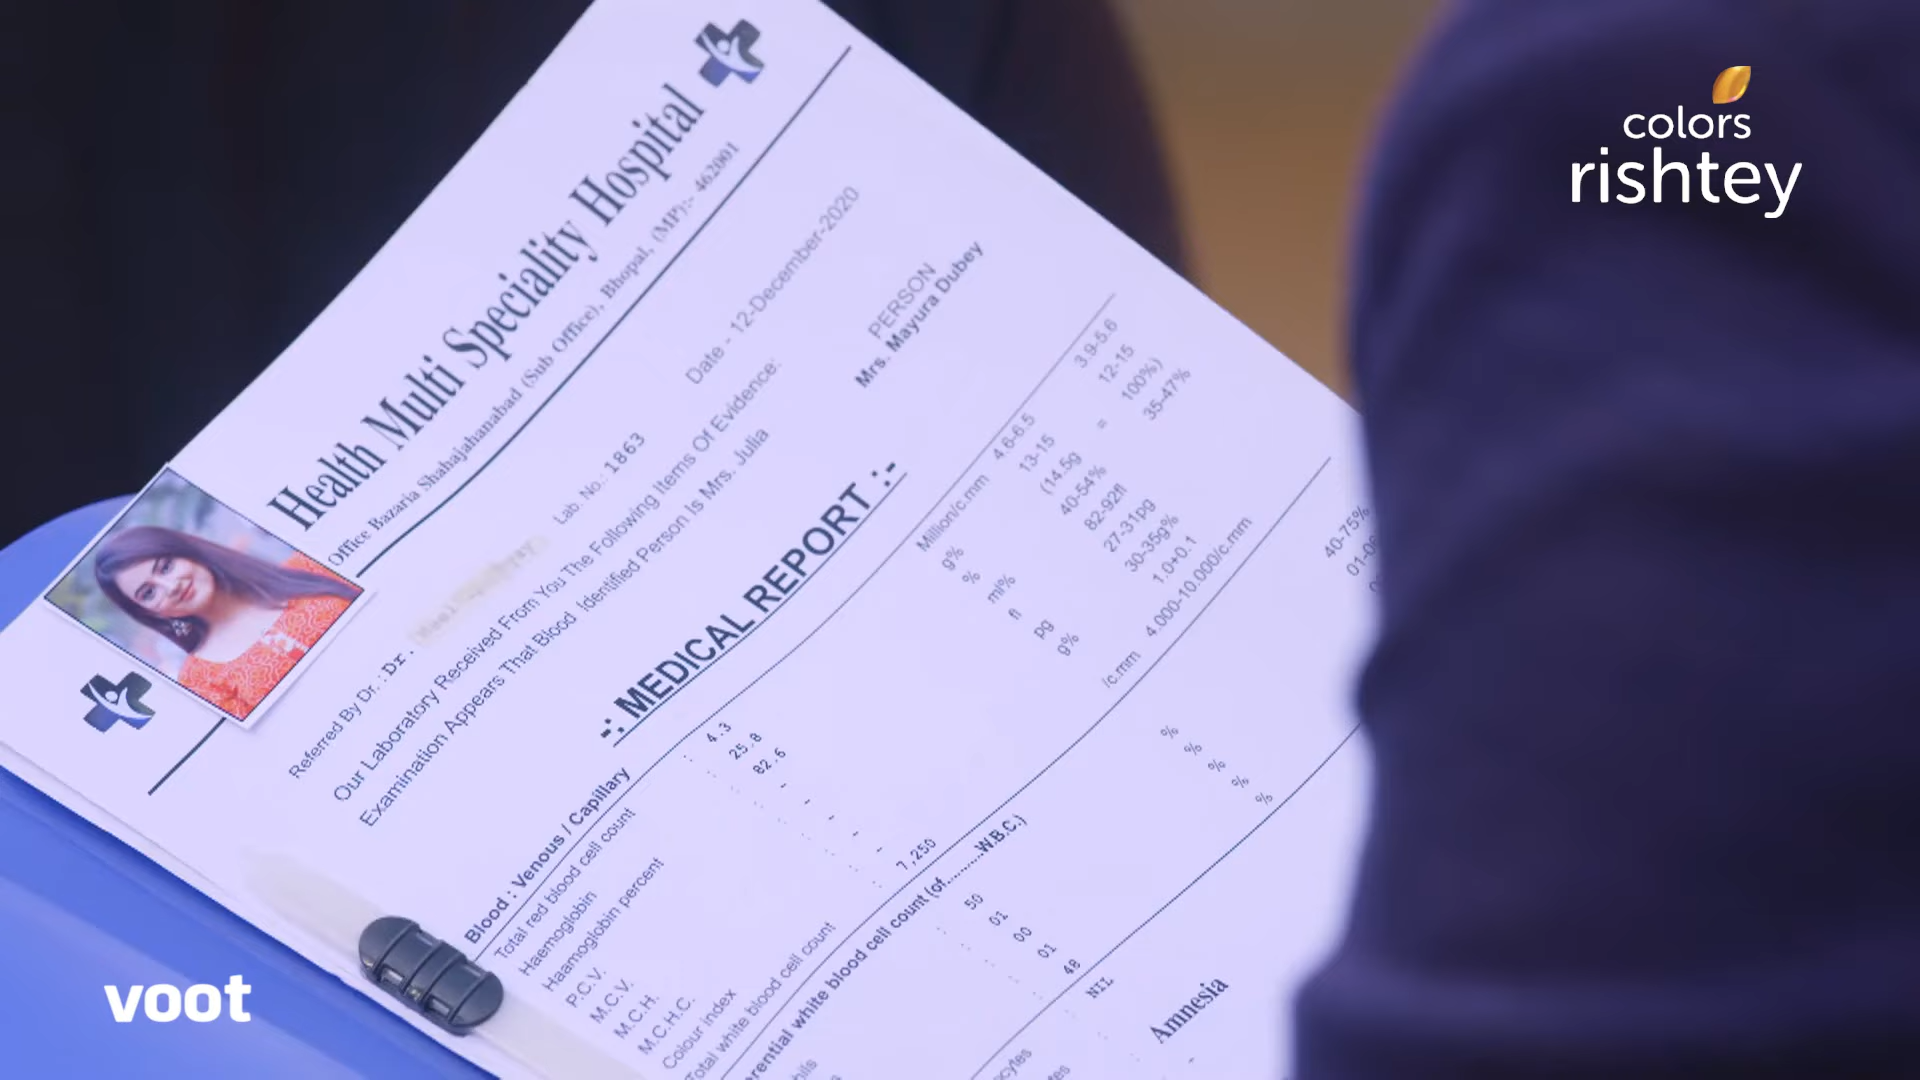 colors
rishtey
Health Multi Speciality Hospital
Office Bazaria Shahajahanabad (Sub Office), Bhopal, (MP):- 462001
Date - 12-December-2020
Lab. No.: 1863
Referred By Dr. : Dr.
Our Laboratory Received From You The Following Items Of Evidence:
PERSON
Examination Appears That Blood Identified Person Is Mrs. Julia
Mrs. Mayura Dubey
-: MEDICAL REPORT :-
Blood : Venous / Capillary
Total red blood cell count : 4.3 Million/c.mm 4.6-6.5 3.9-5.6
Haemoglobin : 25.8 g% 13-15 12-15
Haamoglobin percent : 82.6 % (14.5g = 100%)
P.C.V. : - ml% 40-54% 35-47%
M.C.V. : - fl 82-92fl
M.C.H. : - pg 27-31pg
M.C.H.C. : - g% 30-35g%
Colour index : - 1.0+0.1
Total white blood cell count : 7,250 /c.mm 4.000-10.000/c.mm
erential white blood cell count (of..........W.B.C.)
hils : 50 % 40-75%
: 01 %
: 00 %
ocytes : 01 %
tes : 48 %
NIL
Amnesia
voot